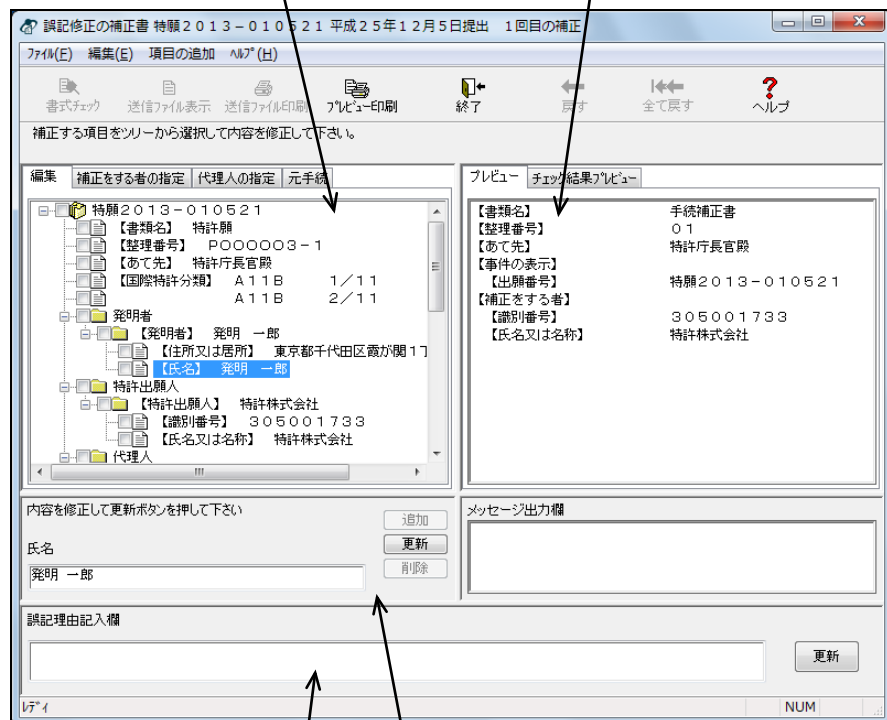 誤記修正の補正書 特願２０１３－０１０５２１ 平成２５年１２月５日提出　１回目の補正
ﾌｧｲﾙ(F)　編集(E)　項目の追加　ﾍﾙﾌﾟ(H)
書式ﾁｪｯｸ　送信ﾌｧｲﾙ表示　送信ﾌｧｲﾙ印刷　ﾌﾟﾚﾋﾞｭｰ印刷　終了　戻す　全て戻す　ヘルプ
補正する項目をツリーから選択して内容を修正して下さい。
編集　補正をする者の指定　代理人の指定　元手続
特願２０１３－０１０５２１
【書類名】　特許願
【整理番号】　Ｐ０００００３－１
【あて先】　特許庁長官殿
【国際特許分類】　Ａ１１Ｂ　１／１１
Ａ１１Ｂ　２／１１
発明者
【発明者】　発明　一郎
【住所又は居所】　東京都千代田区霞が関１丁
【氏名】　発明　一郎
特許出願人
【特許出願人】　特許株式会社
【識別番号】　３０５００１７３３
【氏名又は名称】　特許株式会社
代理人
プレビュー　チェック結果ﾌﾟﾚﾋﾞｭｰ
【書類名】　手続補正書
【整理番号】　０１
【あて先】　特許庁長官殿
【事件の表示】
【出願番号】　特願２０１３－０１０５２１
【補正をする者】
【識別番号】　３０５００１７３３
【氏名又は名称】　特許株式会社
内容を修正して更新ボタンを押して下さい
追加
氏名
更新
発明 一郎
削除
メッセージ出力欄
誤記理由記入欄
更新
ﾚﾃﾞｨ
NUM